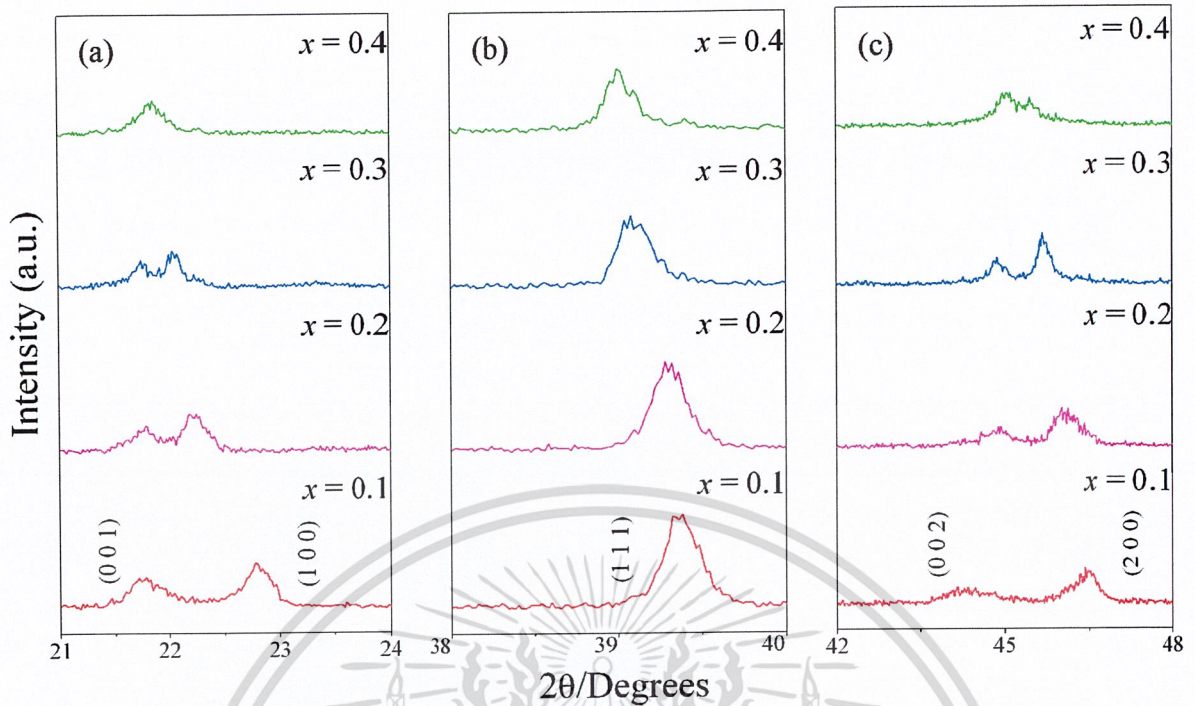 (a)
x = 0.4
x = 0.3
x = 0.2
x = 0.1
(0 0 1)
(1 0 0)
21 22 23 24
(b)
x = 0.4
x = 0.3
x = 0.2
x = 0.1
(1 1 1)
38 39 40
(c)
x = 0.4
x = 0.3
x = 0.2
x = 0.1
(0 0 2)
(2 0 0)
42 45 48
Intensity (a.u.)
2θ/Degrees